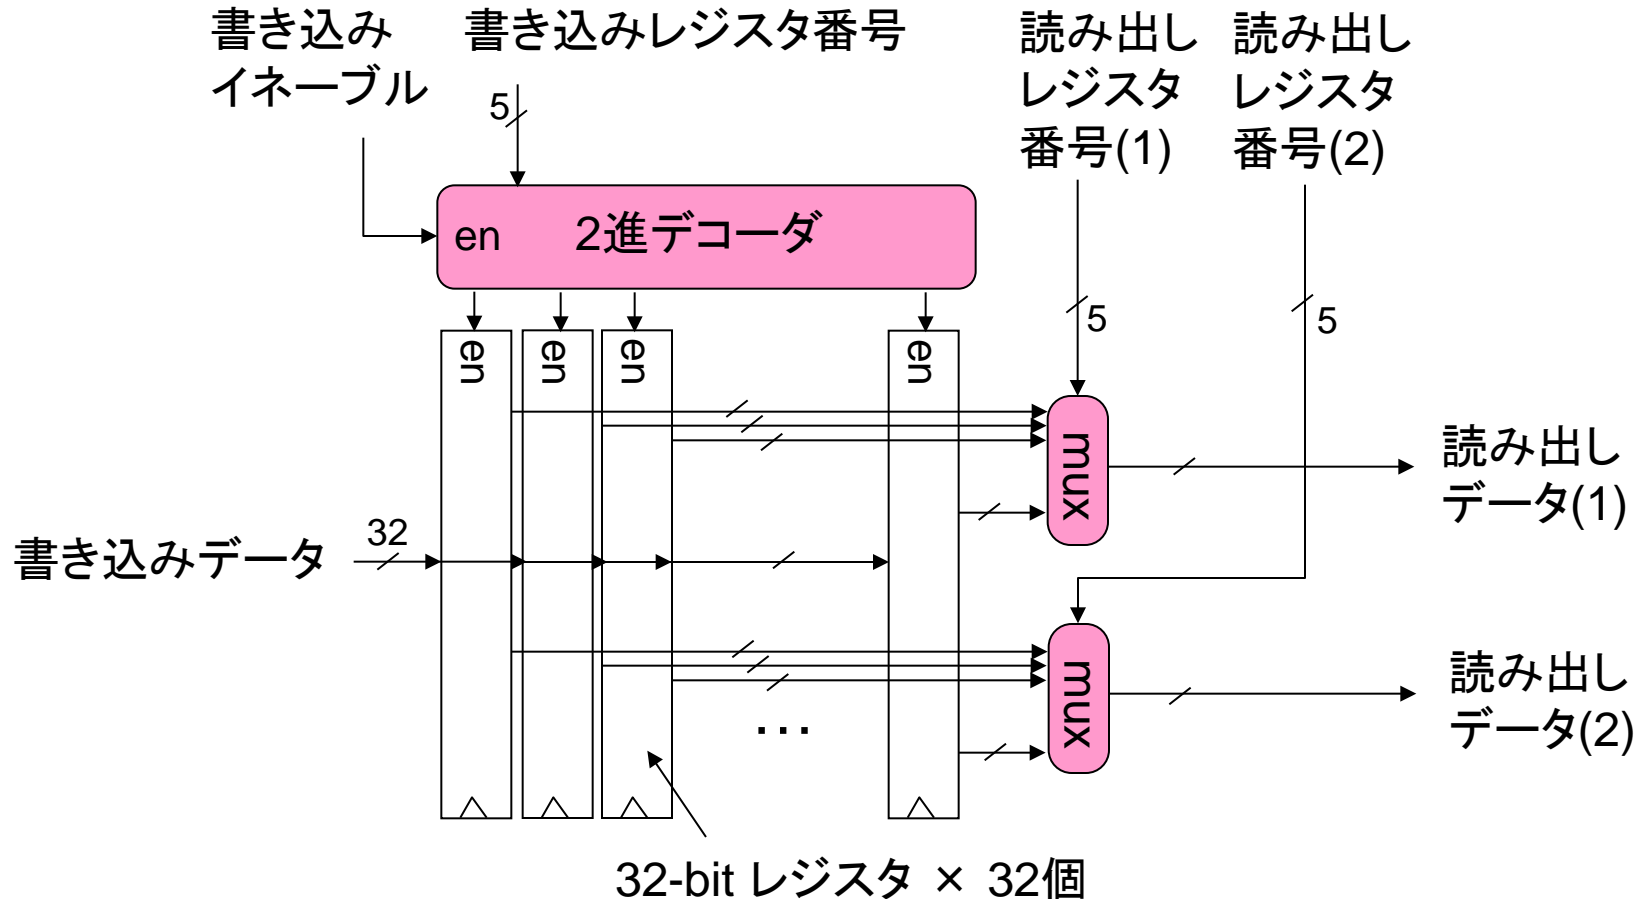 書き込み
イネーブル
書き込みレジスタ番号
読み出し
レジスタ
番号(1)
読み出し
レジスタ
番号(2)
5
en 2進デコーダ
5
5
en
en
en
en
mux
読み出し
データ(1)
32
書き込みデータ
mux
読み出し
データ(2)
...
32-bit レジスタ × 32個